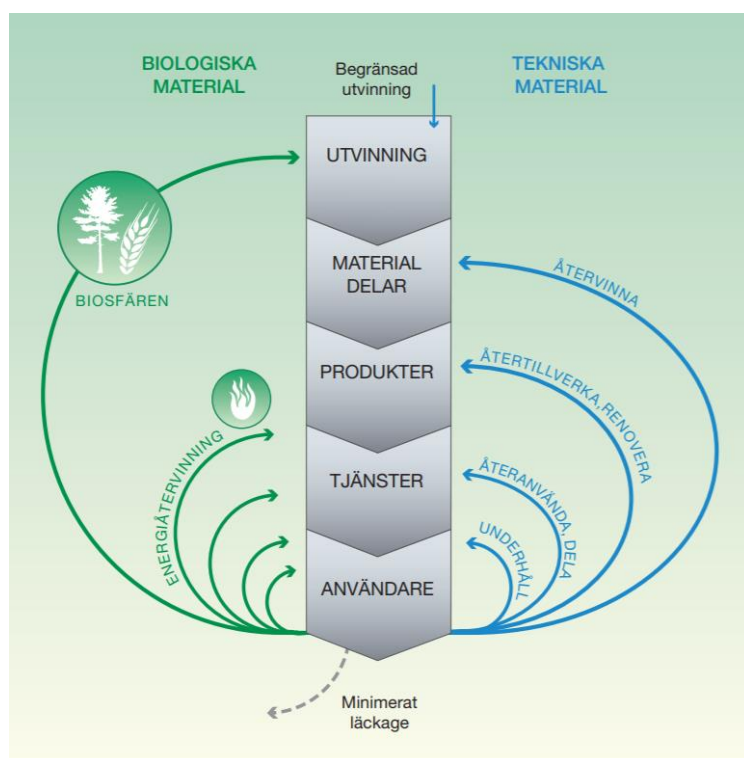 BIOLOGISKA
MATERIAL
Begränsad
utvinning
TEKNISKA
MATERIAL
UTVINNING
MATERIAL
DELAR
PRODUKTER
TJÄNSTER
ANVÄNDARE
BIOSFÄREN
ENERGIÅTERVINNING
ÅTERVINNA
ÅTERTILLVERKA, RENOVERA
ÅTERANVÄNDA, DELA
UNDERHÅLL
Minimerat
läckage